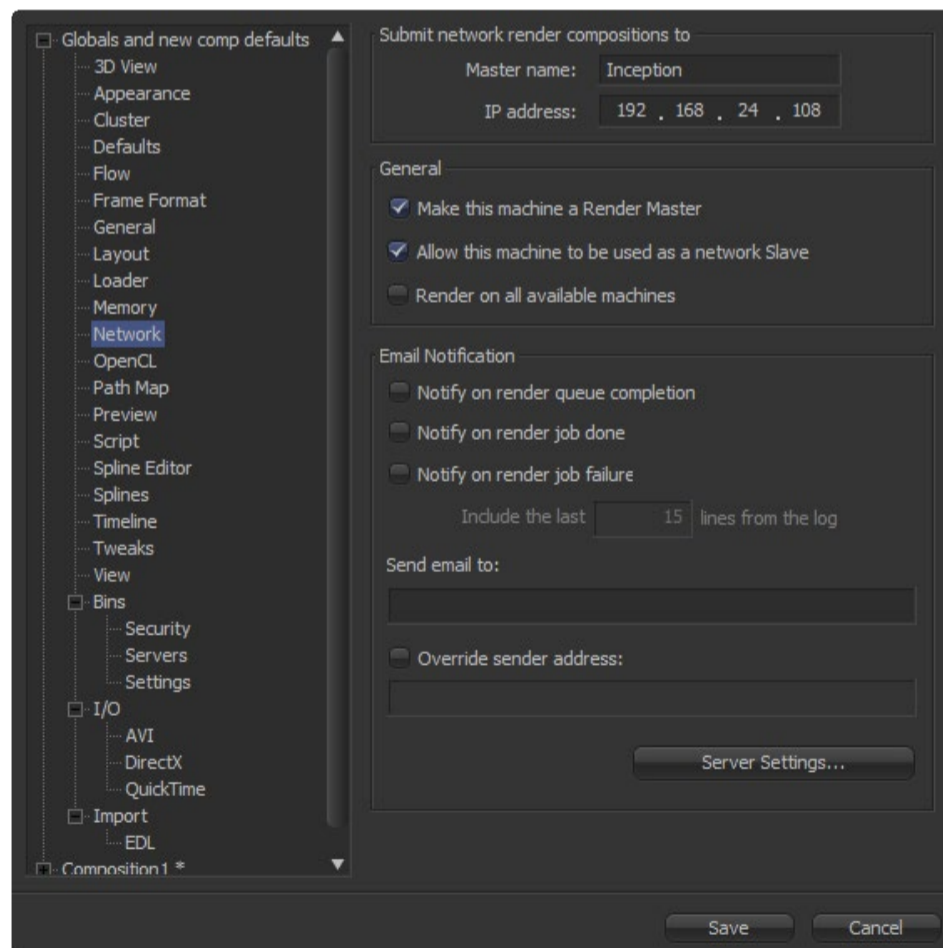 Globals and new comp defaults
3D View
Appearance
Cluster
Defaults
Flow
Frame Format
General
Layout
Loader
Memory
Network
OpenCL
Path Map
Preview
Script
Spline Editor
Splines
Timeline
Tweaks
View
Bins
Security
Servers
Settings
I/O
AVI
DirectX
QuickTime
Import
EDL
Composition1 *
Submit network render compositions to
Master name: Inception
IP address: 192 . 168 . 24 . 108
General
Make this machine a Render Master
Allow this machine to be used as a network Slave
Render on all available machines
Email Notification
Notify on render queue completion
Notify on render job done
Notify on render job failure
Include the last 15 lines from the log
Send email to:
Override sender address:
Server Settings...
Save Cancel